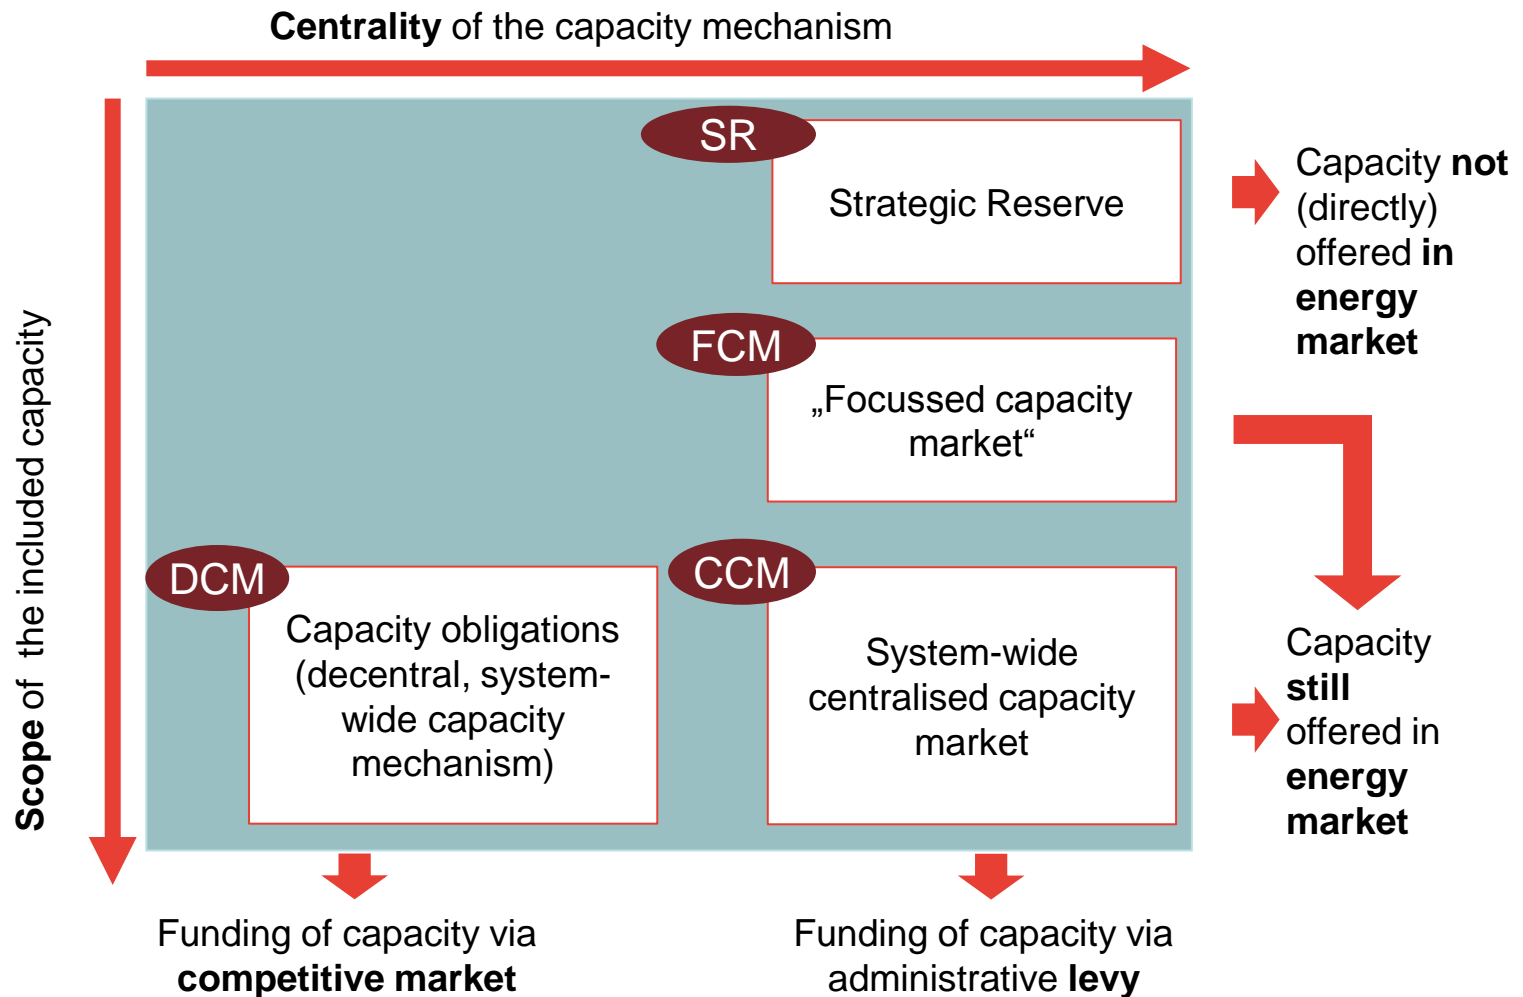 Centrality of the capacity mechanism
Scope of the included capacity
SR
Strategic Reserve
Capacity not
(directly)
offered in
energy
market
FCM
„Focussed capacity
market“
DCM
Capacity obligations
(decentral, system-
wide capacity
mechanism)
CCM
System-wide
centralised capacity
market
Capacity
still
offered in
energy
market
Funding of capacity via
competitive market
Funding of capacity via
administrative levy